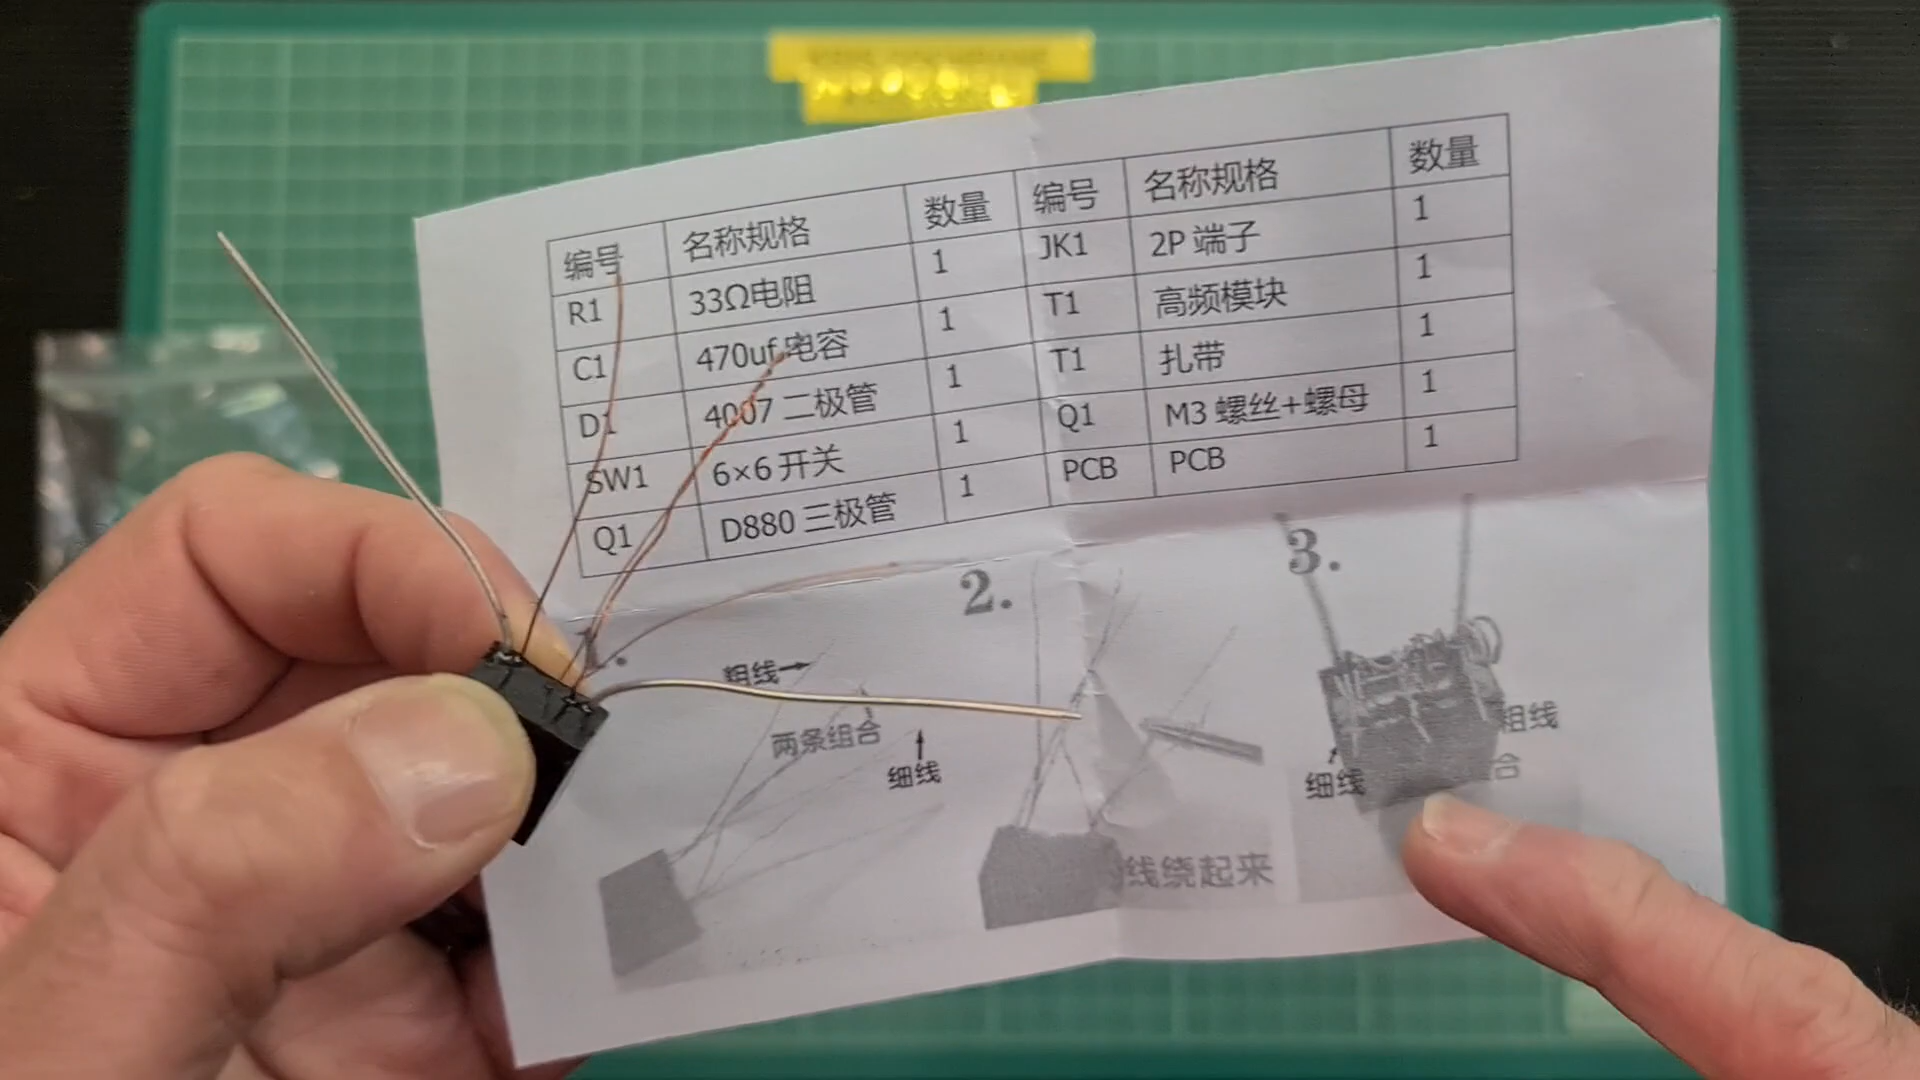 编号 名称规格 数量 编号 名称规格 数量
R1 33Ω电阻 1 JK1 2P 端子 1
C1 470uf 电容 1 T1 高频模块 1
D1 4007 二极管 1 T1 扎带 1
SW1 6×6 开关 1 Q1 M3 螺丝+螺母 1
Q1 D880 三极管 1 PCB PCB 1
1.
粗线
两条组合
细线
2.
线绕起来
3.
粗线
合
细线